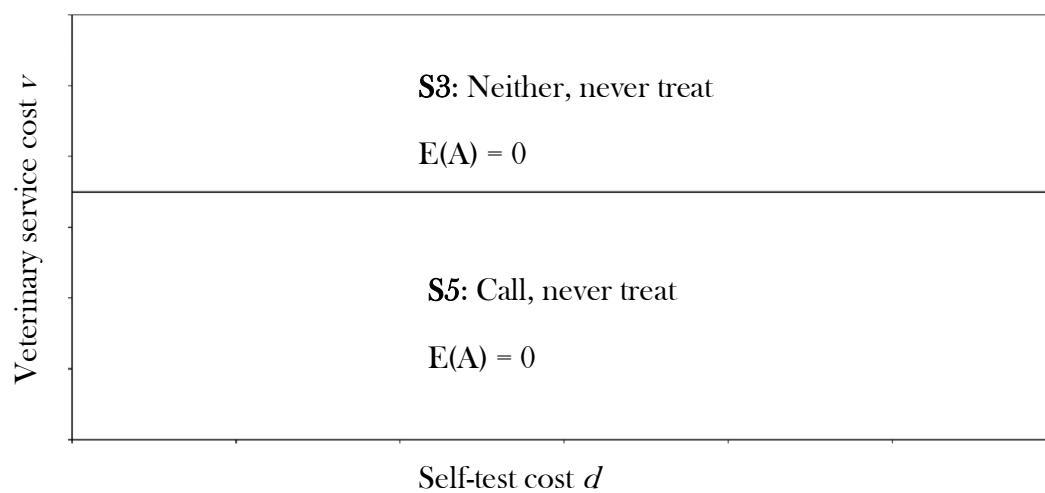 Veterinary service cost v
S3: Neither, never treat
E(A) = 0
S5: Call, never treat
E(A) = 0
Self-test cost d